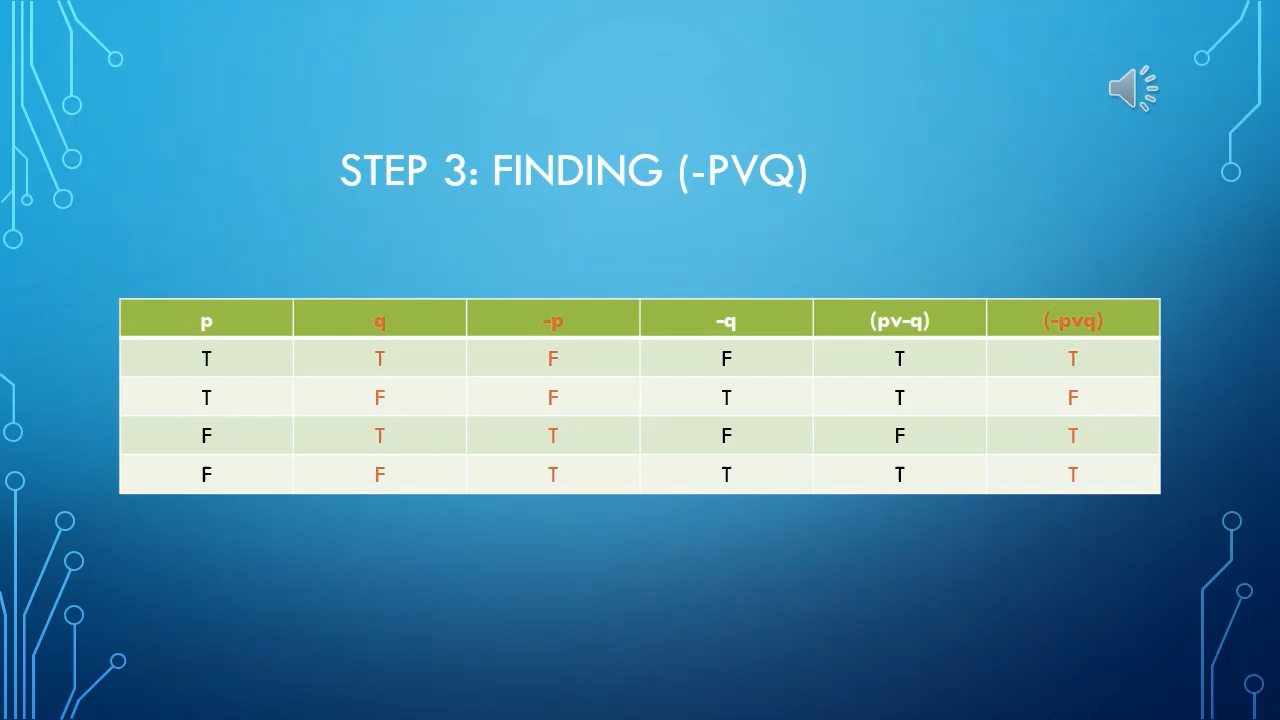 STEP 3: FINDING (-PVQ)
p q -p -q (pv-q) (-pvq)
T T F F T T
T F F T T F
F T T F F T
F F T T T T